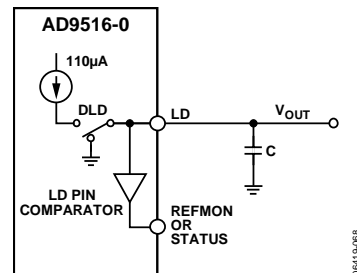 AD9516-0
110µA
DLD
LD
VOUT
C
LD PIN
COMPARATOR
REFMON
OR
STATUS
06419-068